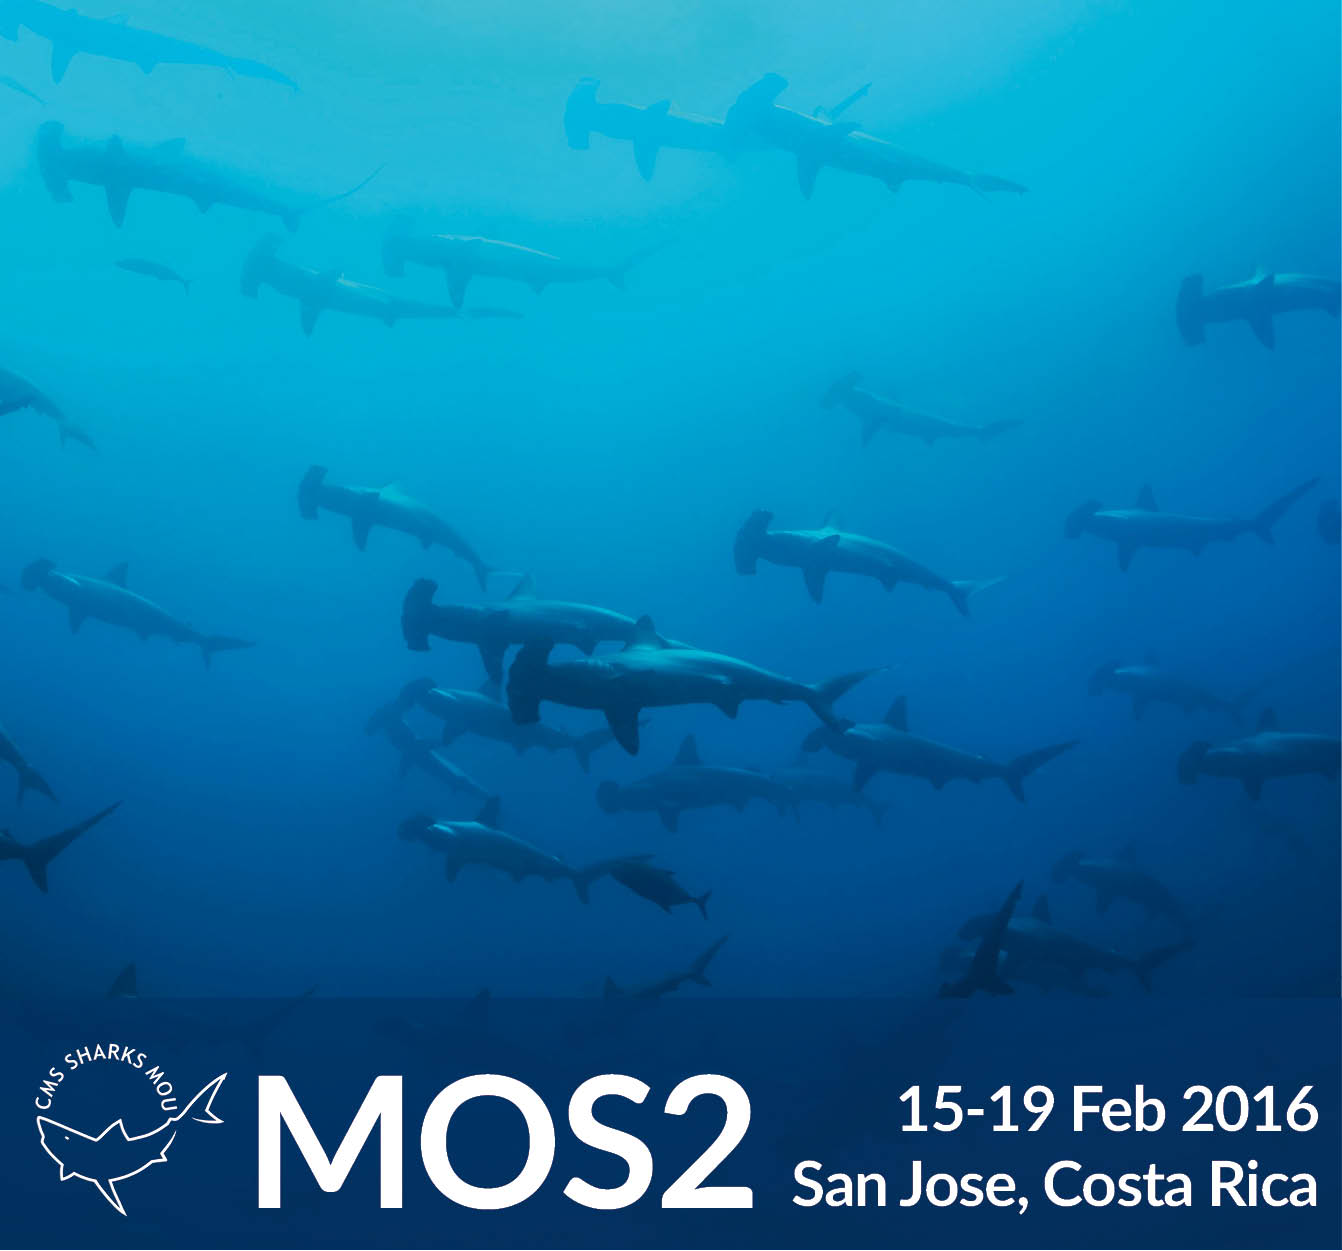 CMS SHARKS MOU
MOS2
15-19 Feb 2016
San Jose, Costa Rica